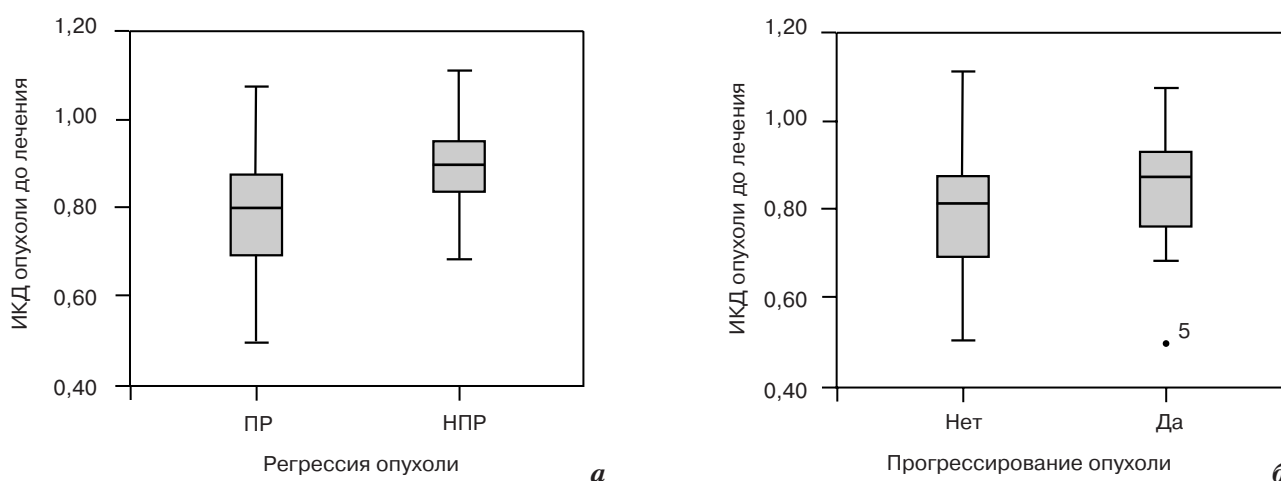 ИКД опухоли до лечения
1,20
1,00
0,80
0,60
0,40
ПР НПР
Регрессия опухоли
а
ИКД опухоли до лечения
1,20
1,00
0,80
0,60
0,40
5
Нет Да
Прогрессирование опухоли
б